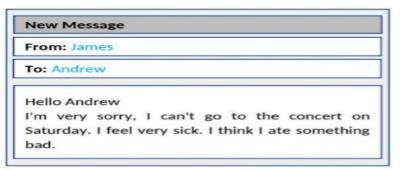 New Message
From: James
To: Andrew
Hello Andrew
I'm very sorry, I can't go to the concert on
Saturday. I feel very sick. I think I ate something
bad.